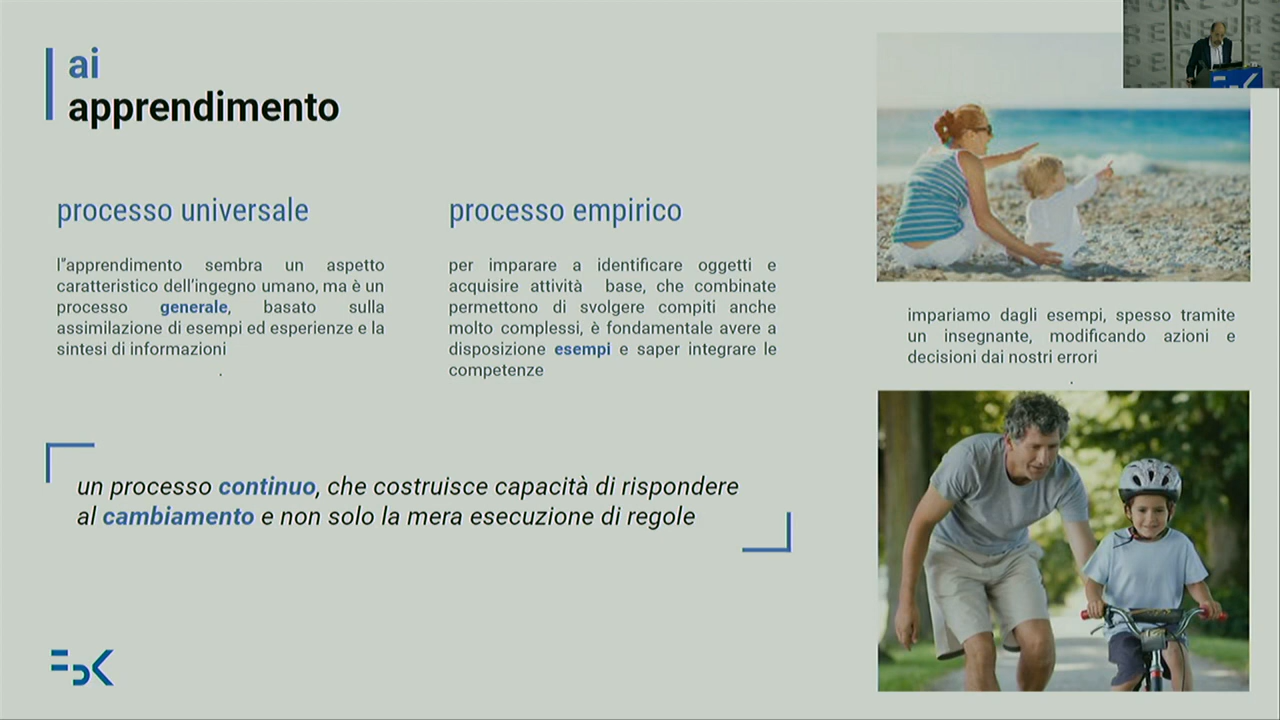 ai
apprendimento
processo universale
l"apprendimento sembra un aspetto
caratteristico dell'ingegno umano, ma è un
processo generale, basato sulla
assimilazione di esempi ed esperienze e la
sintesi di informazioni
.
processo empirico
per imparare a identificare oggetti e
acquisire attività base, che combinate
permettono di svolgere compiti anche
molto complessi, è fondamentale avere a
disposizione esempi e saper integrare le
competenze
un processo continuo, che costruisce capacità di rispondere
al cambiamento e non solo la mera esecuzione di regole
impariamo dagli esempi, spesso tramite
un insegnante, modificando azioni e
decisioni dai nostri errori
.
FBK